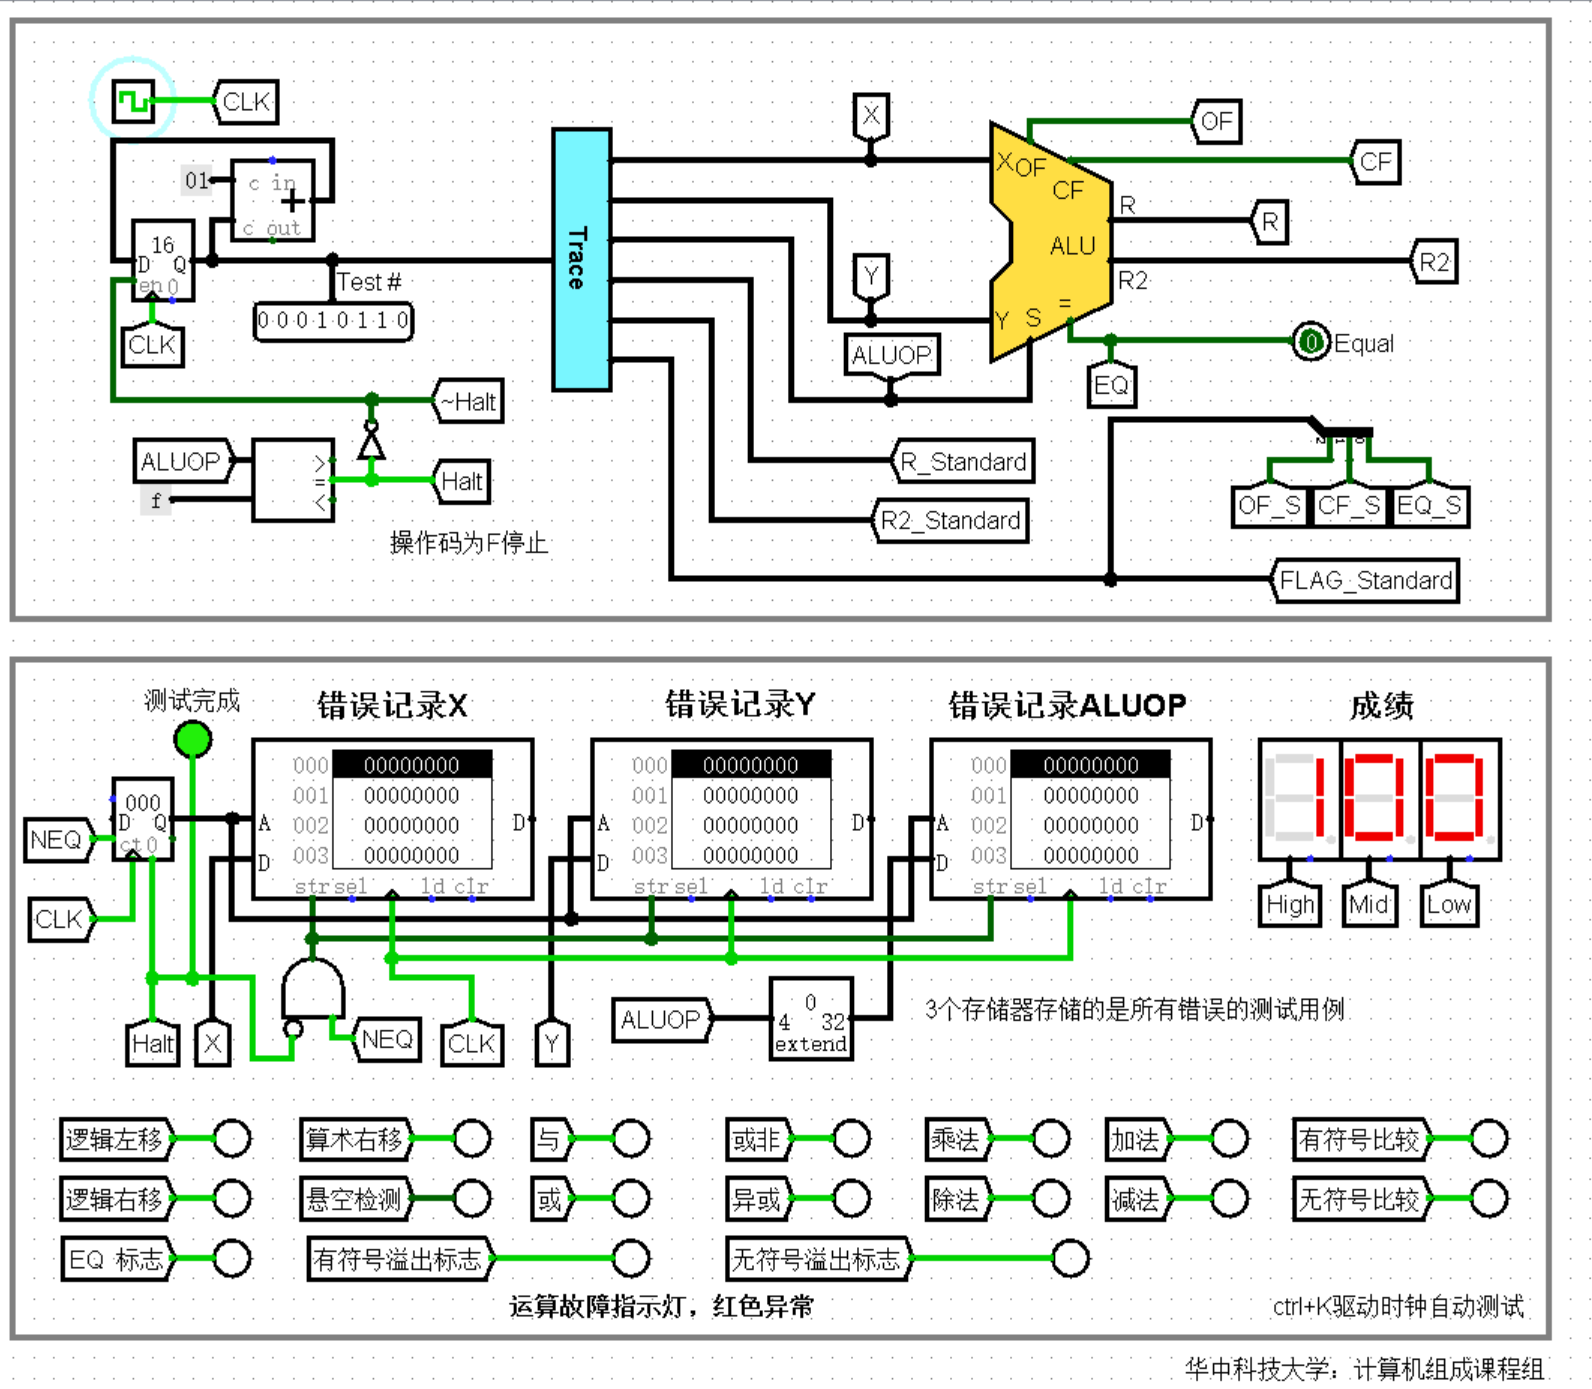 CLK
01
c in
c out
16
D Q
en 0
CLK
Test #
0 0 0 1 0 1 1 0
~Halt
ALUOP
f
>
=
<
Halt
操作码为F停止
Trace
X
Y
ALUOP
X OF
CF
ALU
=
Y S
R
R2
OF
CF
R
R2
0 Equal
EQ
R_Standard
R2_Standard
2 1 0
OF_S CF_S EQ_S
FLAG_Standard
测试完成 错误记录X 错误记录Y 错误记录ALUOP 成绩
NEQ
000
D Q
ct 0
CLK
A
D
000 00000000
001 00000000
002 00000000
003 00000000
D
str sel ld clr
A
D
000 00000000
001 00000000
002 00000000
003 00000000
D
str sel ld clr
A
D
000 00000000
001 00000000
002 00000000
003 00000000
D
str sel ld clr
100
High Mid Low
Halt X NEQ CLK Y
ALUOP
0
4 32
extend
3个存储器存储的是所有错误的测试用例
逻辑左移 算术右移 与 或非 乘法 加法 有符号比较
逻辑右移 悬空检测 或 异或 除法 减法 无符号比较
EQ 标志 有符号溢出标志 无符号溢出标志
运算故障指示灯，红色异常
ctrl+K驱动时钟自动测试
华中科技大学：计算机组成课程组